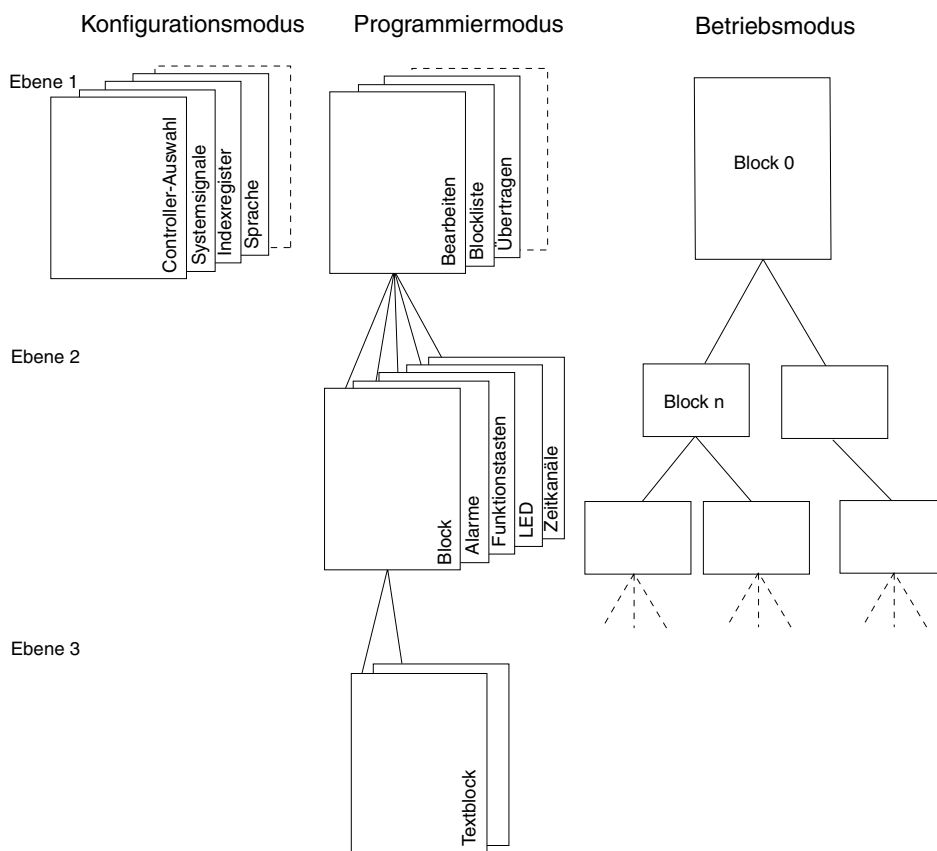 Konfigurationsmodus
Programmiermodus
Betriebsmodus
Ebene 1
Controller-Auswahl
Systemsignale
Indexregister
Sprache
Bearbeiten
Blockliste
Übertragen
Block 0
Ebene 2
Block
Alarme
Funktionstasten
LED
Zeitkanäle
Block n
Ebene 3
Textblock